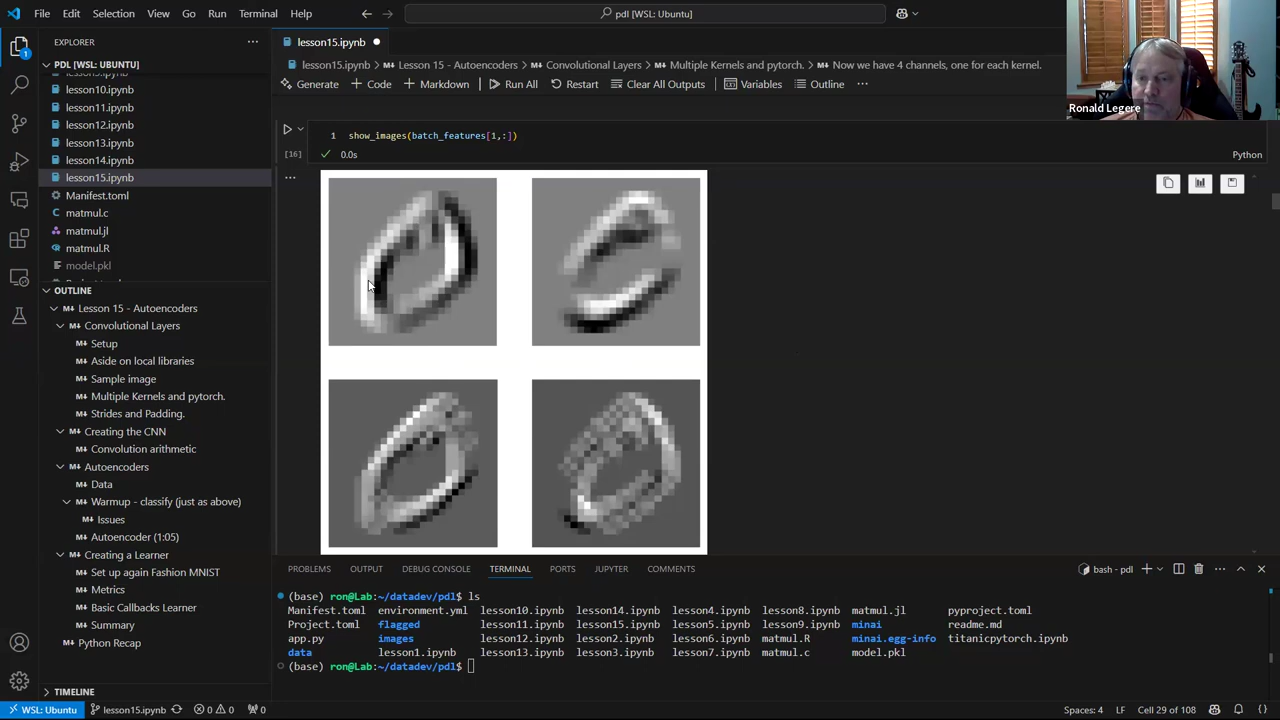 File Edit Selection View Go Run Terminal Help
pdl [WSL: Ubuntu]
Ronald Legere
EXPLORER
PDL [WSL: UBUNTU]
lesson10.ipynb
lesson11.ipynb
lesson12.ipynb
lesson13.ipynb
lesson14.ipynb
lesson15.ipynb
Manifest.toml
matmul.c
matmul.jl
matmul.R
model.pkl
OUTLINE
Lesson 15 - Autoencoders
Convolutional Layers
Setup
Aside on local libraries
Sample image
Multiple Kernels and pytorch.
Strides and Padding.
Creating the CNN
Convolution arithmetic
Autoencoders
Data
Warmup - classify (just as above)
Issues
Autoencoder (1:05)
Creating a Learner
Set up again Fashion MNIST
Metrics
Basic Callbacks Learner
Summary
Python Recap
TIMELINE
lesson15.ipynb
lesson15.ipynb > Lesson 15 - Autoencoders > Convolutional Layers > Multiple Kernels and pytorch. > Now we have 4 channels, one for each kernel.
Generate + Code + Markdown Run All Restart Clear All Outputs Variables Outline ...
1 show_images(batch_features[1,:])
[16] 0.0s Python
PROBLEMS OUTPUT DEBUG CONSOLE TERMINAL PORTS JUPYTER COMMENTS
bash - pdl
(base) ron@Lab:~/datadev/pdl$ ls
Manifest.toml environment.yml lesson10.ipynb lesson14.ipynb lesson4.ipynb lesson8.ipynb matmul.jl pyproject.toml
Project.toml flagged lesson11.ipynb lesson15.ipynb lesson5.ipynb lesson9.ipynb minai readme.md
app.py images lesson12.ipynb lesson2.ipynb lesson6.ipynb matmul.R minai.egg-info titanicpytorch.ipynb
data lesson1.ipynb lesson13.ipynb lesson3.ipynb lesson7.ipynb matmul.c model.pkl
(base) ron@Lab:~/datadev/pdl$
WSL: Ubuntu lesson15.ipynb 0 0 0 Spaces: 4 LF Cell 29 of 108